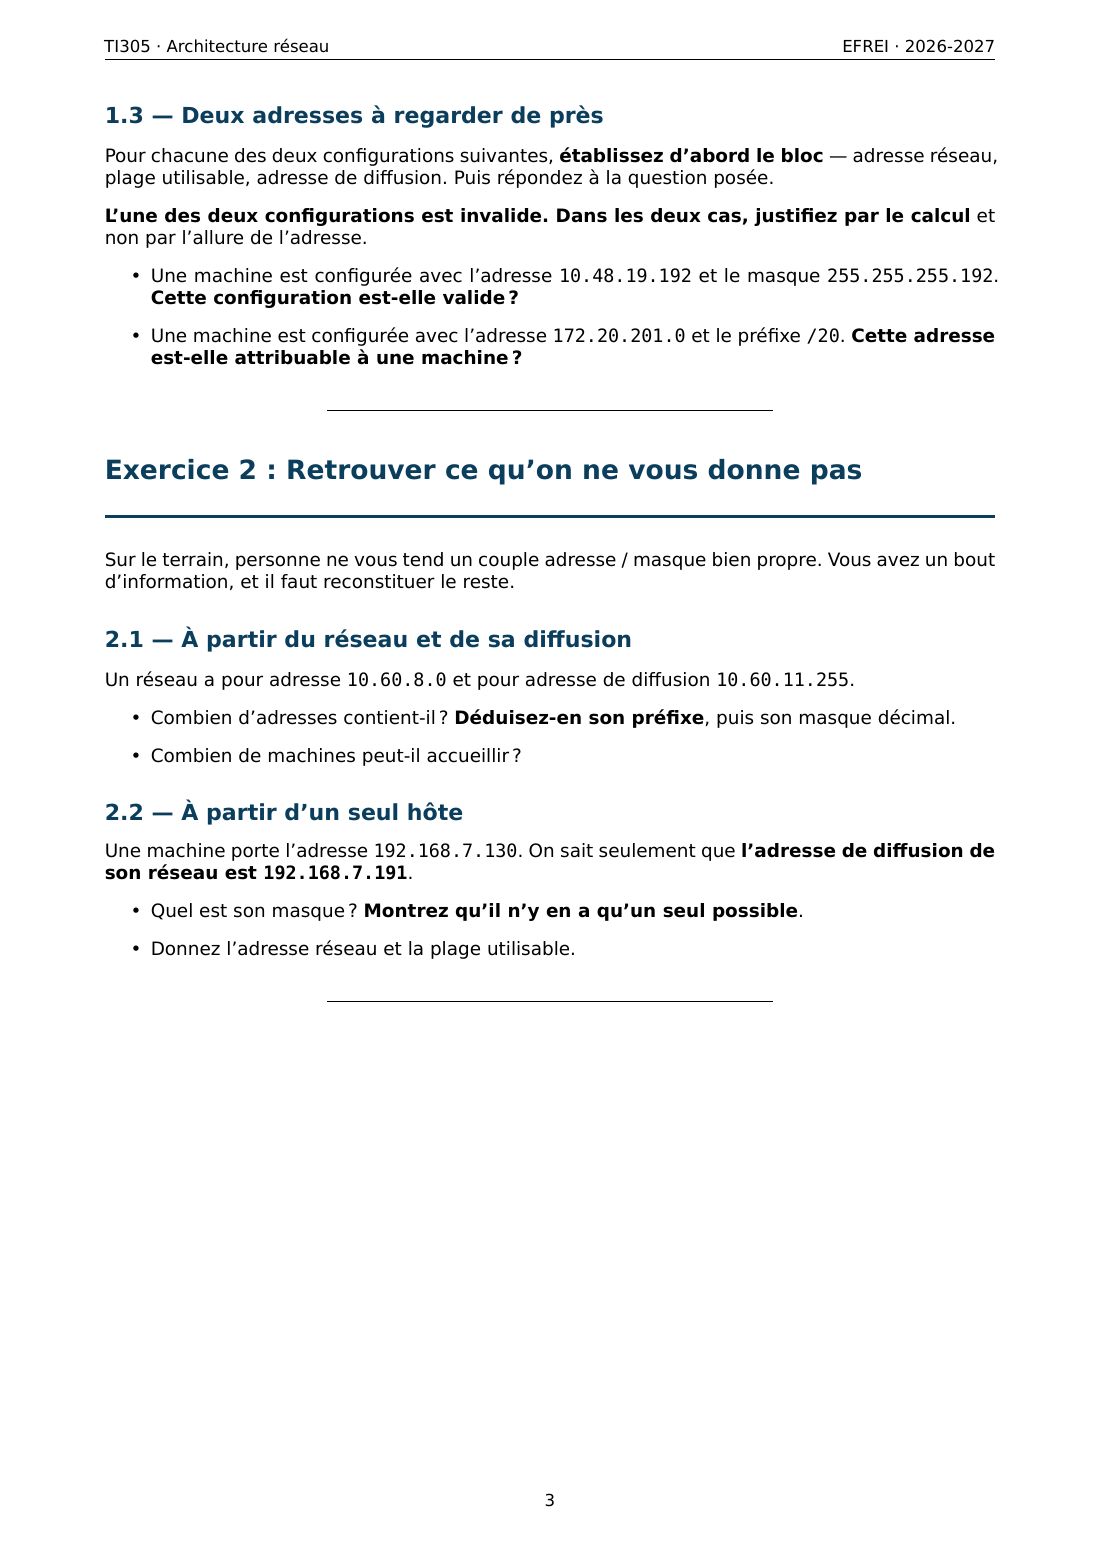 TI305 · Architecture réseau
EFREI · 2026-2027
1.3 — Deux adresses à regarder de près
Pour chacune des deux configurations suivantes, établissez d’abord le bloc — adresse réseau,
plage utilisable, adresse de diffusion. Puis répondez à la question posée.
L’une des deux configurations est invalide. Dans les deux cas, justifiez par le calcul et
non par l’allure de l’adresse.
• Une machine est configurée avec l’adresse 10.48.19.192 et le masque 255.255.255.192.
Cette configuration est-elle valide ?
• Une machine est configurée avec l’adresse 172.20.201.0 et le préfixe /20. Cette adresse
est-elle attribuable à une machine ?
Exercice 2 : Retrouver ce qu’on ne vous donne pas
Sur le terrain, personne ne vous tend un couple adresse / masque bien propre. Vous avez un bout
d’information, et il faut reconstituer le reste.
2.1 — À partir du réseau et de sa diffusion
Un réseau a pour adresse 10.60.8.0 et pour adresse de diffusion 10.60.11.255.
• Combien d’adresses contient-il ? Déduisez-en son préfixe, puis son masque décimal.
• Combien de machines peut-il accueillir ?
2.2 — À partir d’un seul hôte
Une machine porte l’adresse 192.168.7.130. On sait seulement que l’adresse de diffusion de
son réseau est 192.168.7.191.
• Quel est son masque ? Montrez qu’il n’y en a qu’un seul possible.
• Donnez l’adresse réseau et la plage utilisable.
3